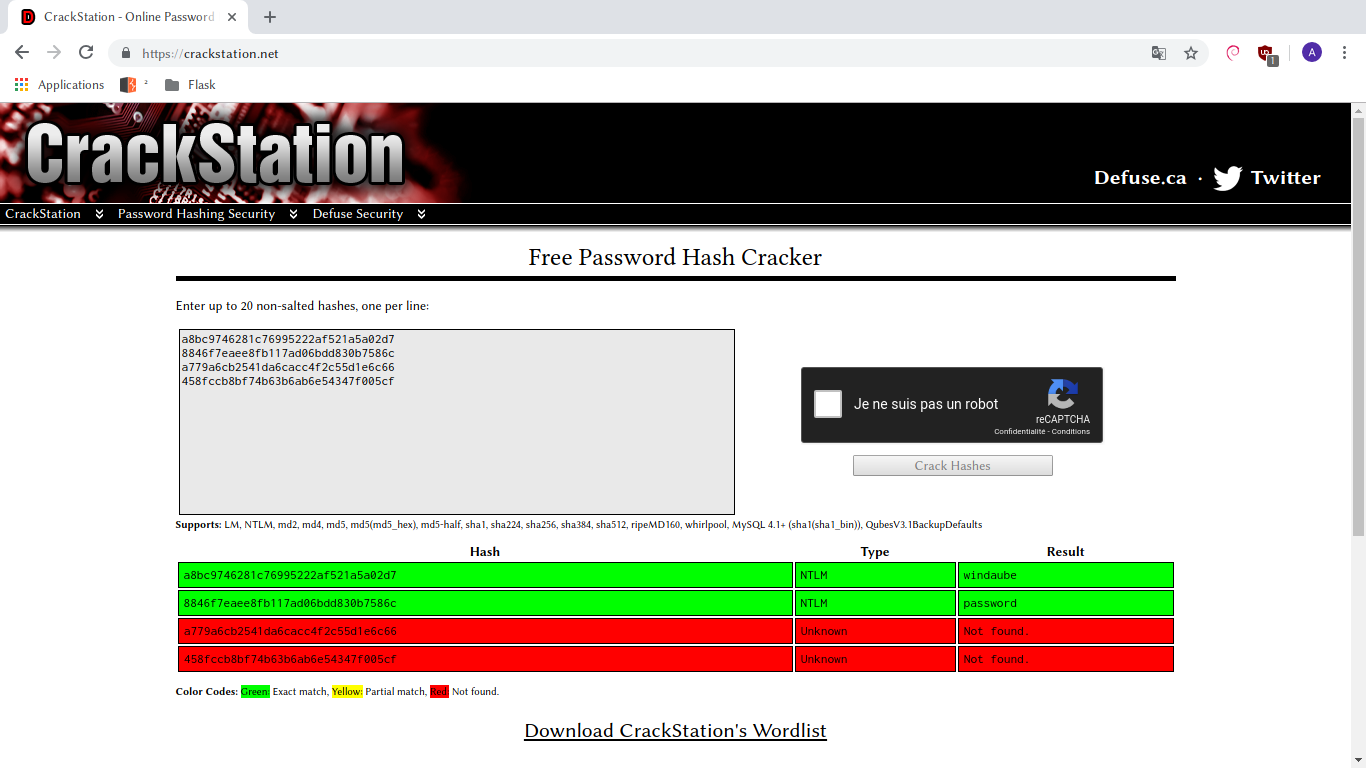 CrackStation - Online Password
https://crackstation.net
1
A
Applications
2
Flask
CrackStation
Defuse.ca · Twitter
CrackStation Password Hashing Security Defuse Security
Free Password Hash Cracker
Enter up to 20 non-salted hashes, one per line:
a8bc9746281c76995222af521a5a02d7
8846f7eaee8fb117ad06bdd830b7586c
a779a6cb2541da6cacc4f2c55d1e6c66
458fccb8bf74b63b6ab6e54347f005cf
Je ne suis pas un robot
reCAPTCHA
Confidentialité - Conditions
Crack Hashes
Supports: LM, NTLM, md2, md4, md5, md5(md5_hex), md5-half, sha1, sha224, sha256, sha384, sha512, ripeMD160, whirlpool, MySQL 4.1+ (sha1(sha1_bin)), QubesV3.1BackupDefaults
Hash Type Result
a8bc9746281c76995222af521a5a02d7 NTLM windaube
8846f7eaee8fb117ad06bdd830b7586c NTLM password
a779a6cb2541da6cacc4f2c55d1e6c66 Unknown Not found.
458fccb8bf74b63b6ab6e54347f005cf Unknown Not found.
Color Codes: Green: Exact match, Yellow: Partial match, Red: Not found.
Download CrackStation's Wordlist